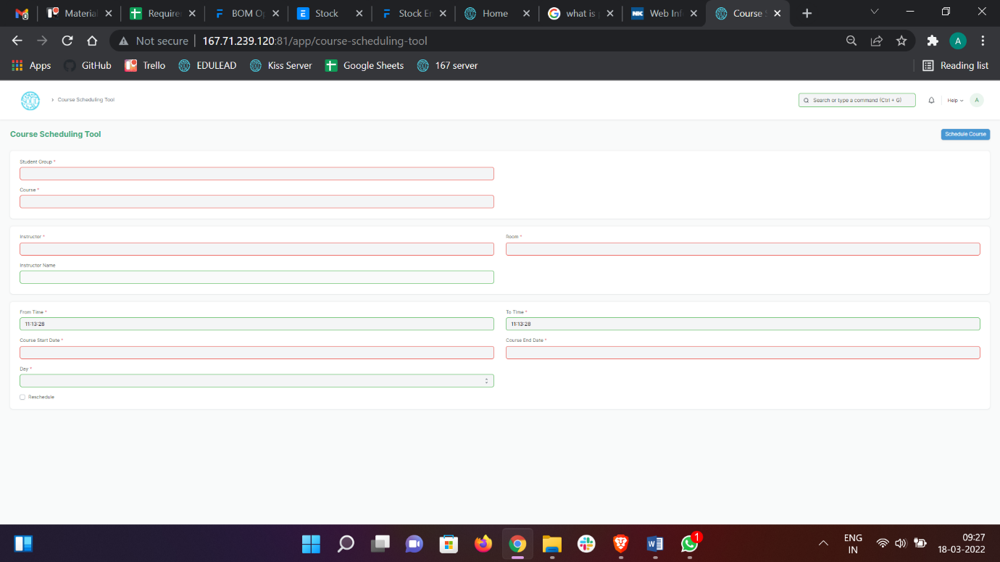 Material
Require
BOM Op
Stock
Stock En
Home
what is
Web Inf
Course S
Not secure
167.71.239.120:81/app/course-scheduling-tool
A
Apps
GitHub
Trello
EDULEAD
Kiss Server
Google Sheets
167 server
Reading list
Course Scheduling Tool
Search or type a command (Ctrl + G)
Help
A
Course Scheduling Tool
Schedule Course
Student Group *
Course *
Instructor *
Room *
Instructor Name
From Time *
To Time *
11:13:28
11:13:28
Course Start Date *
Course End Date *
Day *
Reschedule
1
ENG
IN
09:27
18-03-2022